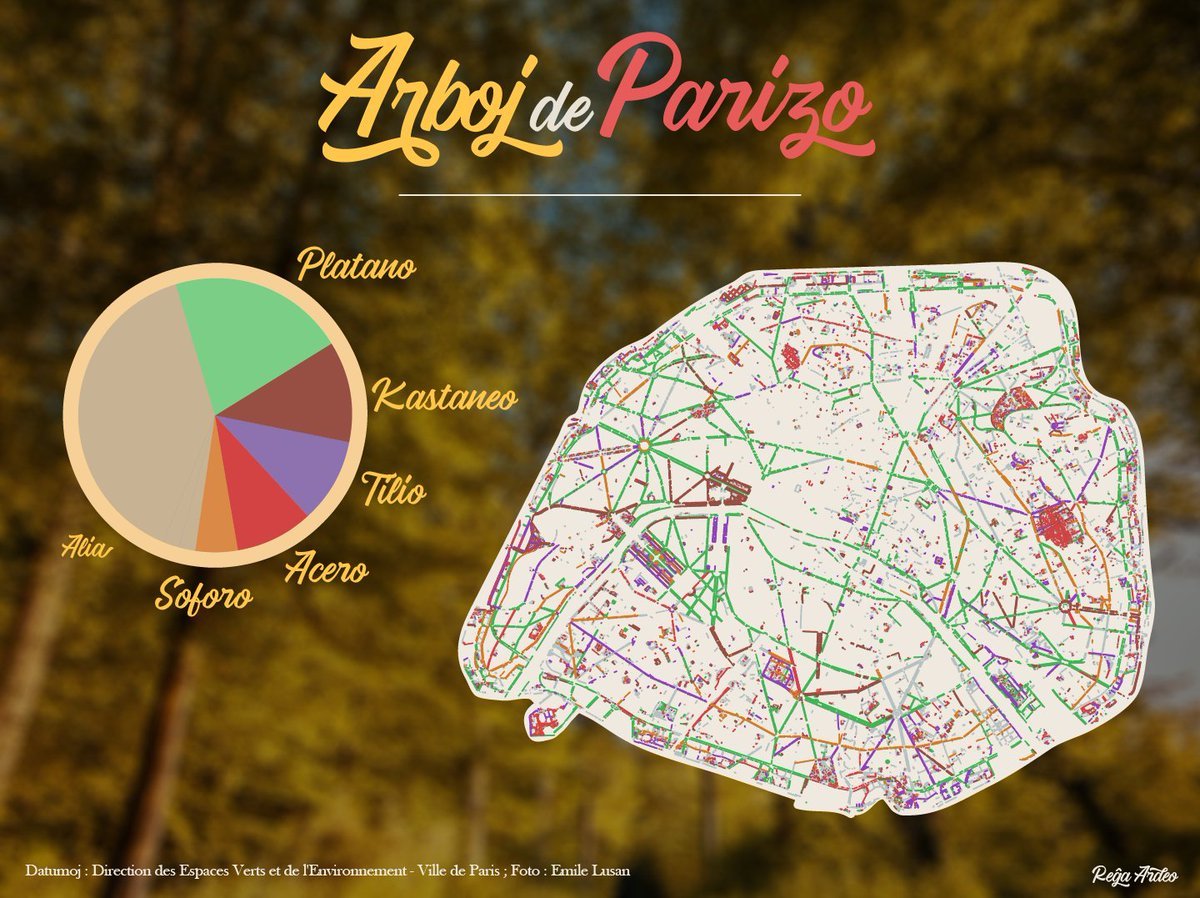 Arboj de Parizo
Platano
Kastaneo
Tilio
Acero
Soforo
Alia
Datumoj : Direction des Espaces Verts et de l'Environnement - Ville de Paris ; Foto : Emile Lusan
Reĝa Ardeo